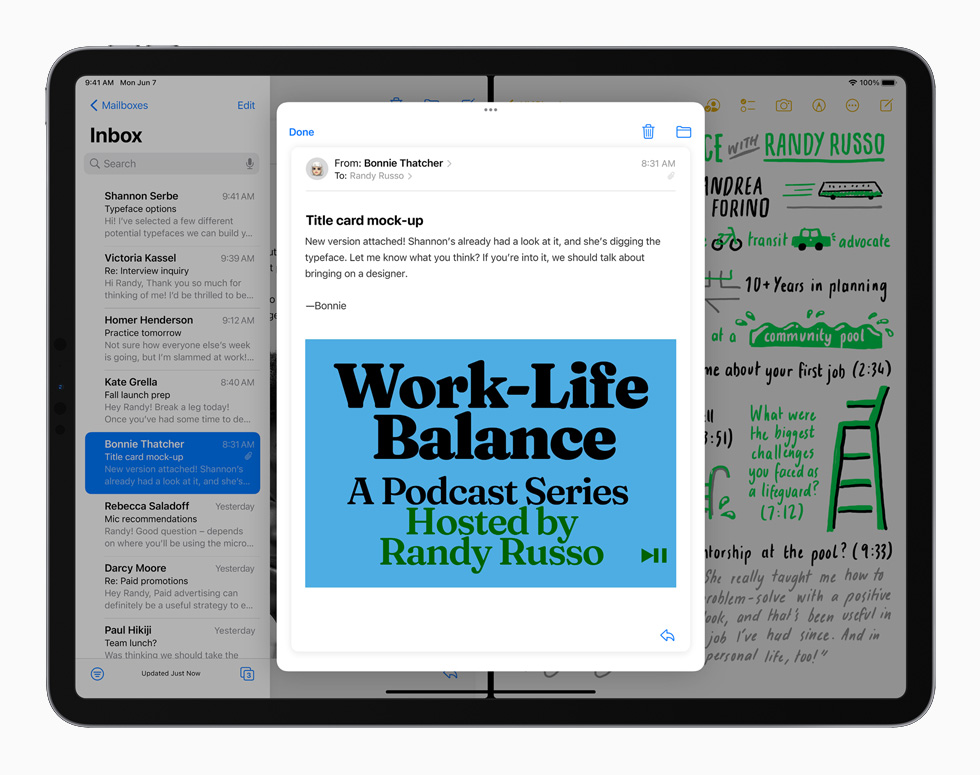 9:41 AM Mon Jun 7
100%
Mailboxes
Edit
Inbox
Search
Shannon Serbe 9:41 AM
Typeface options
Hi! I've selected a few different
potential typefaces we can build y...
Victoria Kassel 9:39 AM
Re: Interview inquiry
Hi Randy, Thank you so much for
thinking of me! I'd be thrilled to be...
Homer Henderson 9:12 AM
Practice tomorrow
Not sure how everyone else's week
is going, but I'm slammed at work!...
Kate Grella 8:40 AM
Fall launch prep
Hey Randy! Break a leg today!
Once you've had some time to de...
Bonnie Thatcher 8:31 AM
Title card mock-up
New version attached! Shannon's
already had a look at it, and she's...
Rebecca Saladoff Yesterday
Mic recommendations
Randy! Good question – depends
on where you'll be using the micro...
Darcy Moore Yesterday
Re: Paid promotions
Hey Randy, Paid advertising can
definitely be a useful strategy to e...
Paul Hikiji Yesterday
Team lunch?
Was thinking we should take the
Updated Just Now
3
Done
From: Bonnie Thatcher
8:31 AM
To: Randy Russo
Title card mock-up
New version attached! Shannon's already had a look at it, and she's digging the
typeface. Let me know what you think? If you're into it, we should talk about
bringing on a designer.
—Bonnie
Work-Life
Balance
A Podcast Series
Hosted by
Randy Russo
WITH RANDY RUSSO
ANDREA
FORINO
transit & advocate
10+ Years in planning
at a community pool
me about your first job (2:34)
What were
the biggest
challenges
you faced as
a lifeguard?
(7:12)
at the pool? (9:33)
She really taught me how to
problem-solve with a positive
look, and that's been useful in
job I've had since. And in
personal life, too!"